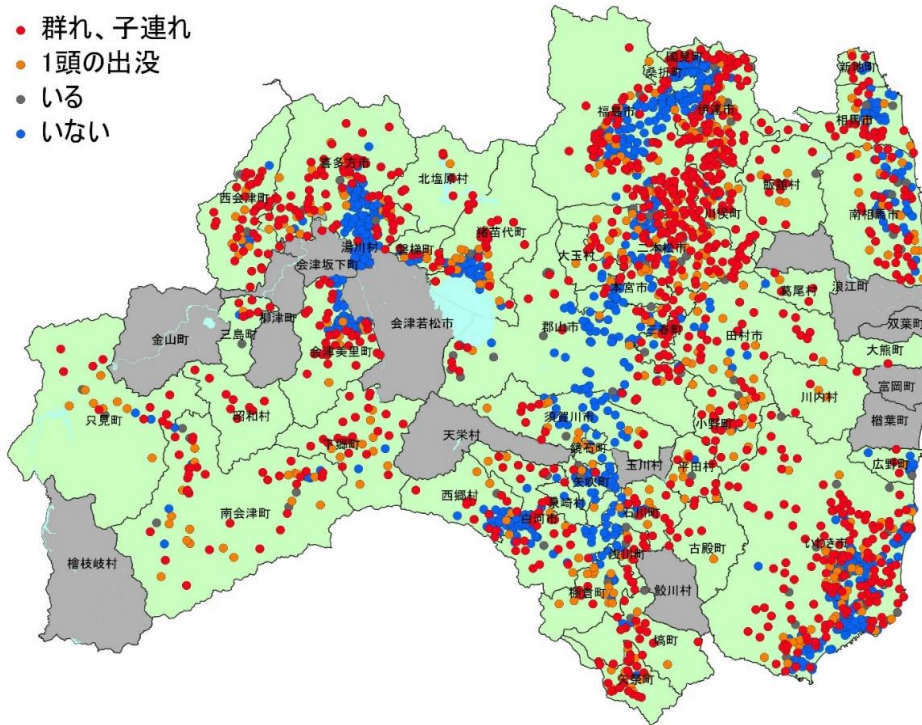 群れ、子連れ
1頭の出没
いる
いない
国見町
桑折町
新地町
福島市
伊達市
相馬市
喜多方市
北塩原村
西会津町
飯舘村
川俣町
南相馬市
猪苗代町
湯川村
磐梯町
大玉村
二本松市
会津坂下町
本宮市
葛尾村
浪江町
会津若松市
双葉町
柳津町
三島町
金山町
郡山市
三春町
田村市
会津美里町
大熊町
富岡町
川内村
只見町
昭和村
須賀川市
小野町
楢葉町
下郷町
天栄村
鏡石町
玉川村
平田村
広野町
矢吹町
西郷村
泉崎村
石川町
南会津町
白河市
いわき市
古殿町
浅川町
檜枝岐村
棚倉町
鮫川村
塙町
矢祭町